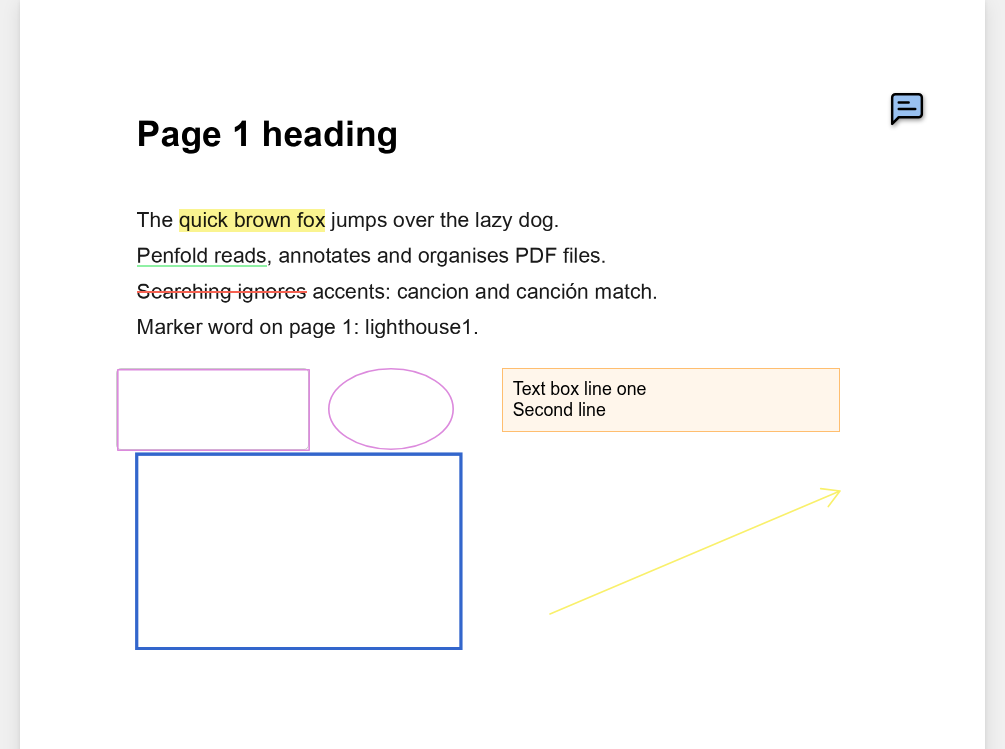 Page 1 heading
The quick brown fox jumps over the lazy dog.
Penfold reads, annotates and organises PDF files.
Searching ignores accents: cancion and canción match.
Marker word on page 1: lighthouse1.
Text box line one
Second line